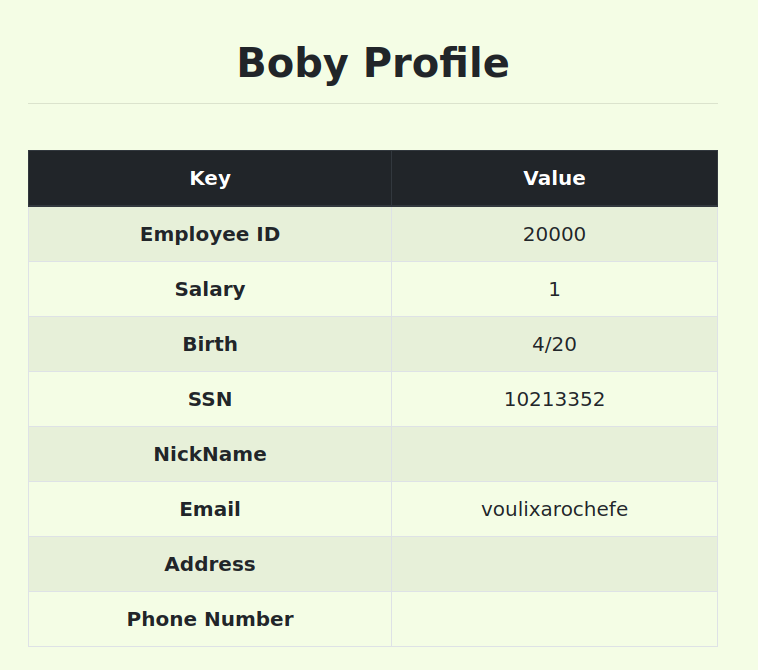 Boby Profile
Key Value
Employee ID 20000
Salary 1
Birth 4/20
SSN 10213352
NickName
Email voulixarochefe
Address
Phone Number